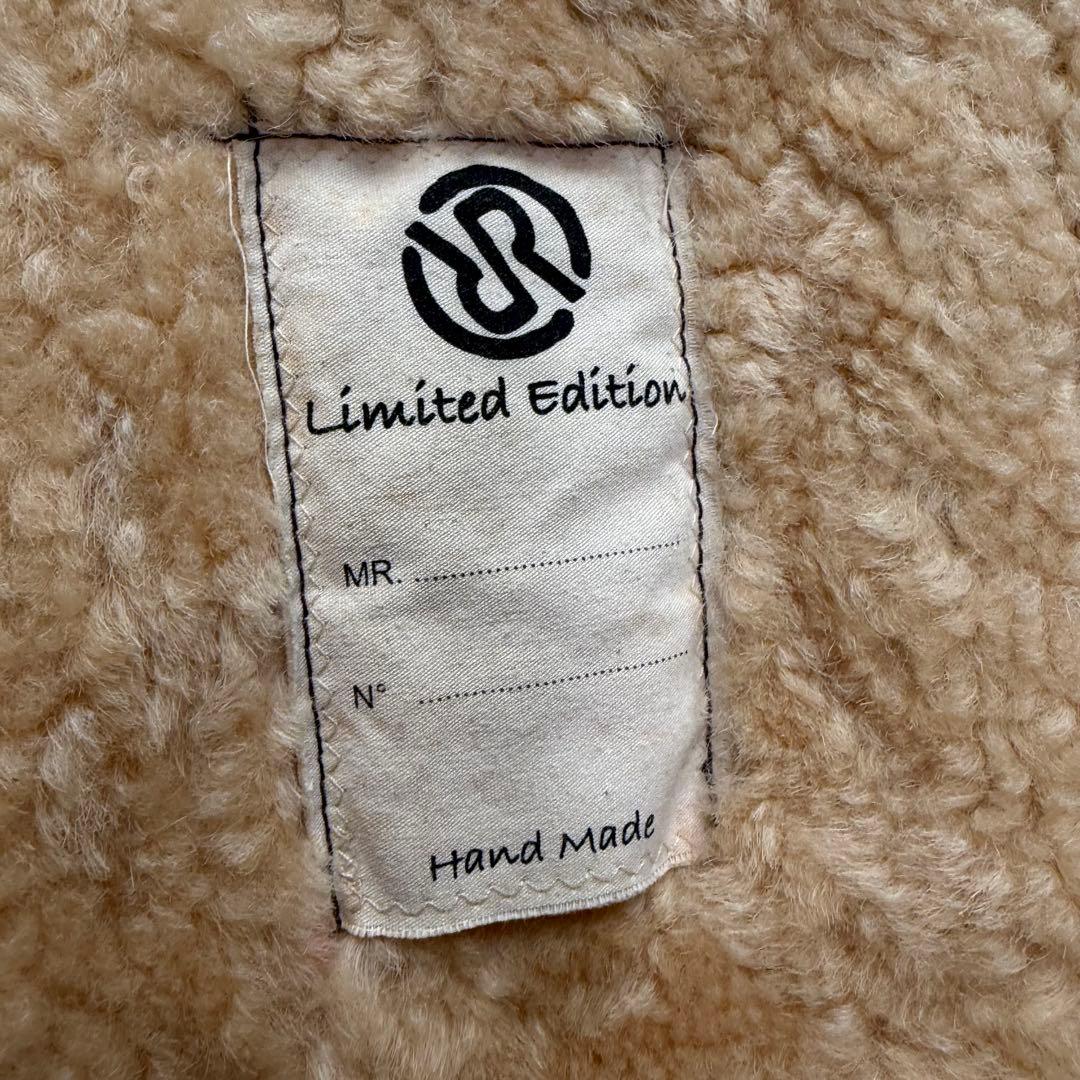 Limited Edition
MR. ........................................
N° ........................................
Hand Made